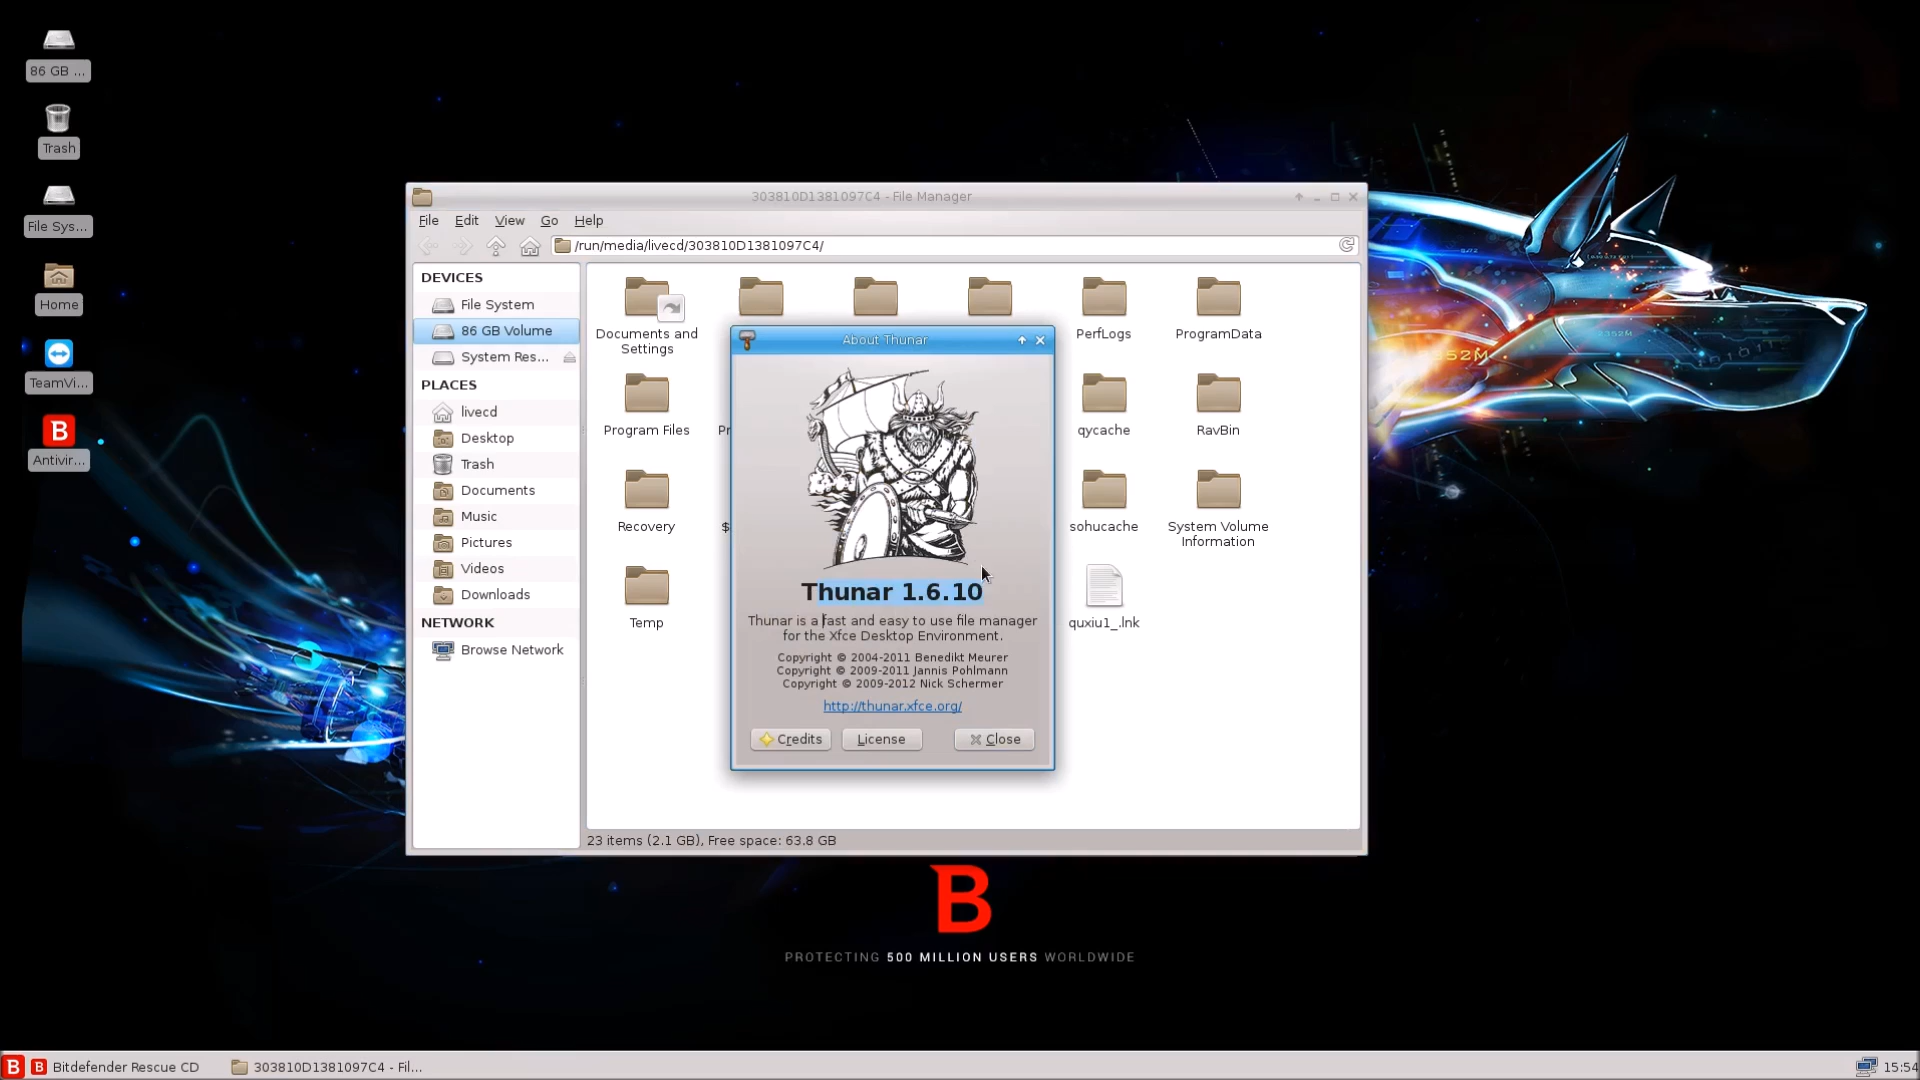 86 GB ...
Trash
File Sys...
Home
TeamVi...
B
Antivir...
303810D1381097C4 - File Manager
File Edit View Go Help
/run/media/livecd/303810D1381097C4/
DEVICES
File System
86 GB Volume
System Res...
PLACES
livecd
Desktop
Trash
Documents
Music
Pictures
Videos
Downloads
NETWORK
Browse Network
Documents and
Settings
PerfLogs
ProgramData
Program Files
Pr
qycache
RavBin
Recovery
$
sohucache
System Volume
Information
Temp
quxiu1_.lnk
About Thunar
Thunar 1.6.10
Thunar is a fast and easy to use file manager
for the Xfce Desktop Environment.
Copyright © 2004-2011 Benedikt Meurer
Copyright © 2009-2011 Jannis Pohlmann
Copyright © 2009-2012 Nick Schermer
http://thunar.xfce.org/
Credits License Close
23 items (2.1 GB), Free space: 63.8 GB
B
PROTECTING 500 MILLION USERS WORLDWIDE
B B Bitdefender Rescue CD 303810D1381097C4 - Fil... 15:54